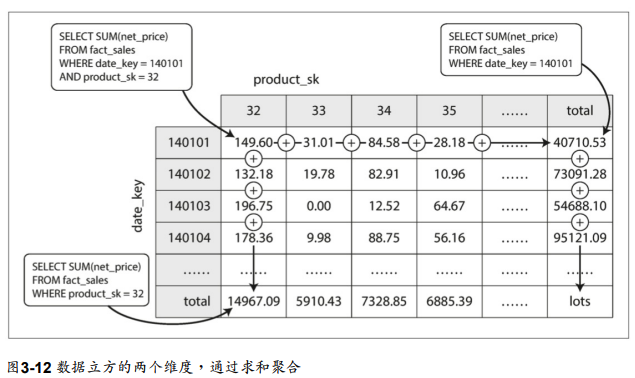 SELECT SUM(net_price)
FROM fact_sales
WHERE date_key = 140101
AND product_sk = 32
SELECT SUM(net_price)
FROM fact_sales
WHERE date_key = 140101
product_sk
32 33 34 35 …… total
140101 149.60 + 31.01 + 84.58 + 28.18 + …… 40710.53
+ +
140102 132.18 19.78 82.91 10.96 …… 73091.28
+ +
date_key
140103 196.75 0.00 12.52 64.67 …… 54688.10
+ +
140104 178.36 9.98 88.75 56.16 …… 95121.09
…… …… …… …… …… …… ……
total 14967.09 5910.43 7328.85 6885.39 …… lots
SELECT SUM(net_price)
FROM fact_sales
WHERE product_sk = 32
图3-12 数据立方的两个维度，通过求和聚合